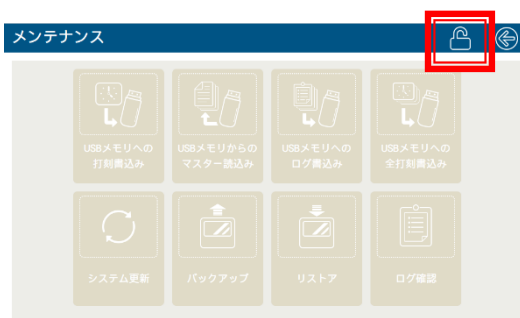 メンテナンス
USBメモリへの
打刻書込み
USBメモリからの
マスター読込み
USBメモリへの
ログ書込み
USBメモリへの
全打刻書込み
システム更新
バックアップ
リストア
ログ確認